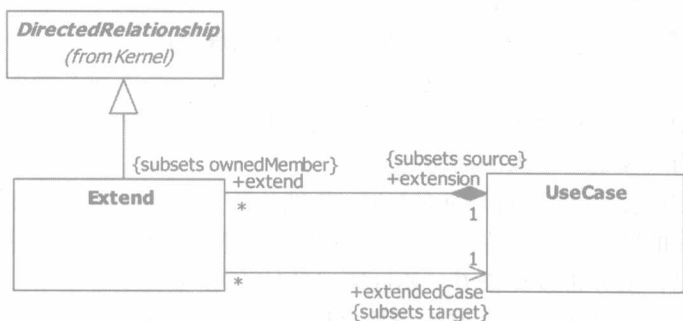 DirectedRelationship
(from Kernel)
{subsets ownedMember}
+extend
*
{subsets source}
+extension
1
Extend
UseCase
*
1
+extendedCase
{subsets target}